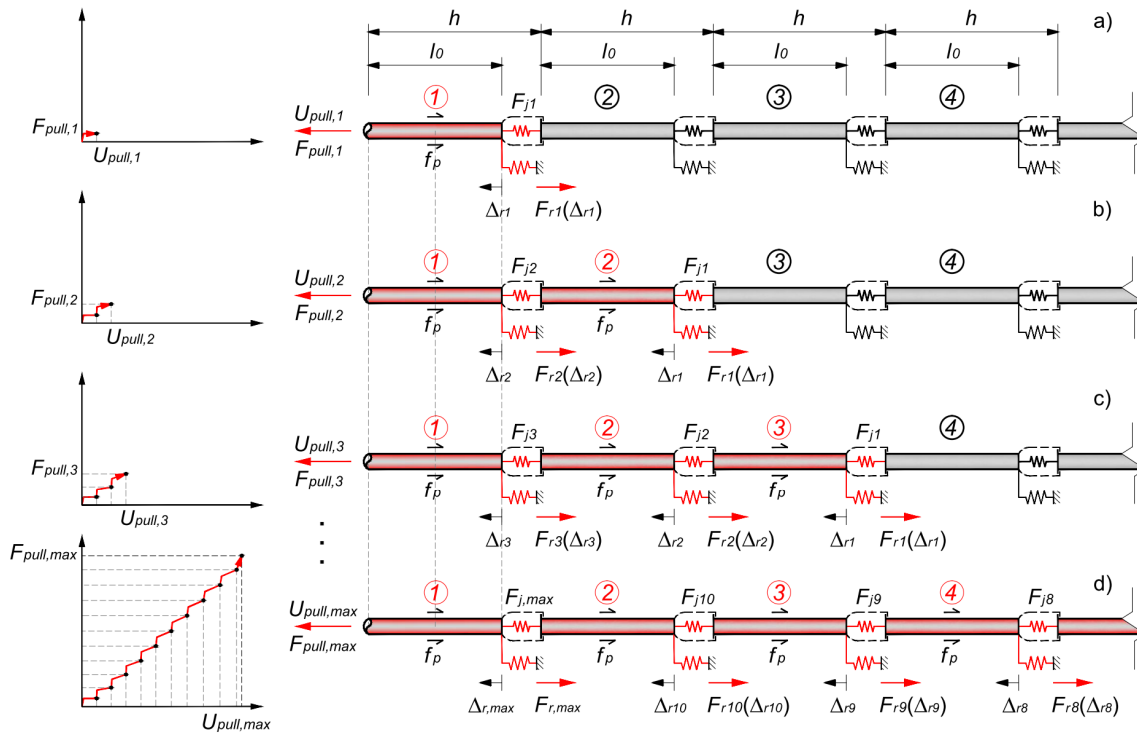 h h h h a)
l0 l0 l0 l0
① Fj1 ② ③ ④
Upull,1
Fpull,1
fp
Fpull,1
Upull,1
Δr1 Fr1(Δr1)
b)
① Fj2 ② Fj1 ③ ④
Upull,2
Fpull,2
fp fp
Fpull,2
Upull,2
Δr2 Fr2(Δr2) Δr1 Fr1(Δr1)
c)
① Fj3 ② Fj2 ③ Fj1 ④
Upull,3
Fpull,3
fp fp fp
Fpull,3
Upull,3
Δr3 Fr3(Δr3) Δr2 Fr2(Δr2) Δr1 Fr1(Δr1)
d)
① Fj,max ② Fj10 ③ Fj9 ④ Fj8
Upull,max
Fpull,max
fp fp fp fp
Fpull,max
Upull,max
Δr,max Fr,max Δr10 Fr10(Δr10) Δr9 Fr9(Δr9) Δr8 Fr8(Δr8)